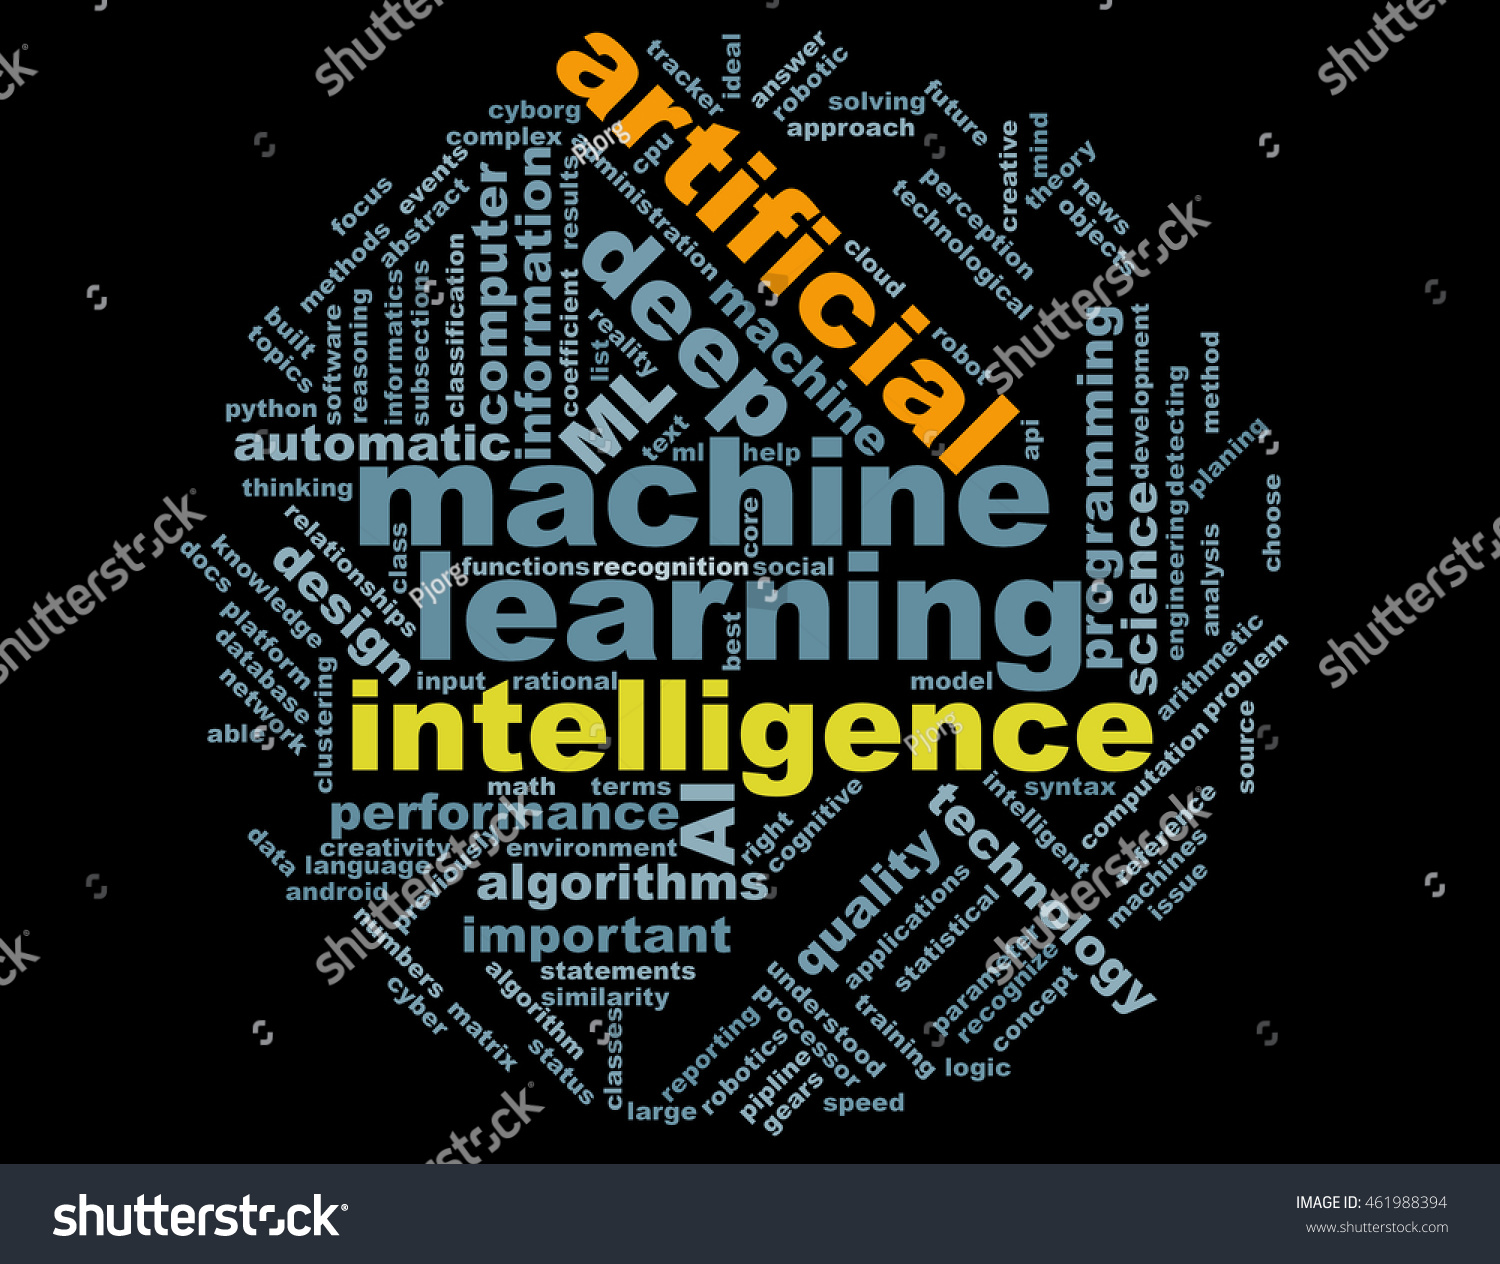 artificial
tracker
ideal
answer
robotic
solving
approach
future
creative
mind
theory
news
objects
perception
technological
cyborg
complex
cpu
events
abstract
focus
methods
computer
information
results
administration
deep
machine
cloud
robot
built
topics
software
reasoning
informatics
subsections
classification
coefficient
reality
list
ML
text
ml
help
api
programming
development
detecting
method
planing
python
automatic
thinking
machine
core
science
engineering
analysis
choose
relationships
class
functions
recognition
social
knowledge
docs
design
learning
best
platform
database
network
able
clustering
input
rational
model
arithmetic
problem
computation
source
intelligence
math
terms
syntax
performance
AI
right
cognitive
intelligent
technology
reference
machines
issue
creativity
environment
previously
data
language
android
algorithms
quality
applications
statistical
numbers
important
parameter
recognize
concept
statements
similarity
algorithm
cyber
matrix
status
classes
understood
processor
training
reporting
robotics
pipline
gears
logic
large
speed
shutterstock
Pjorg
Pjorg
Pjorg
shutterstock®
IMAGE ID: 461988394
www.shutterstock.com